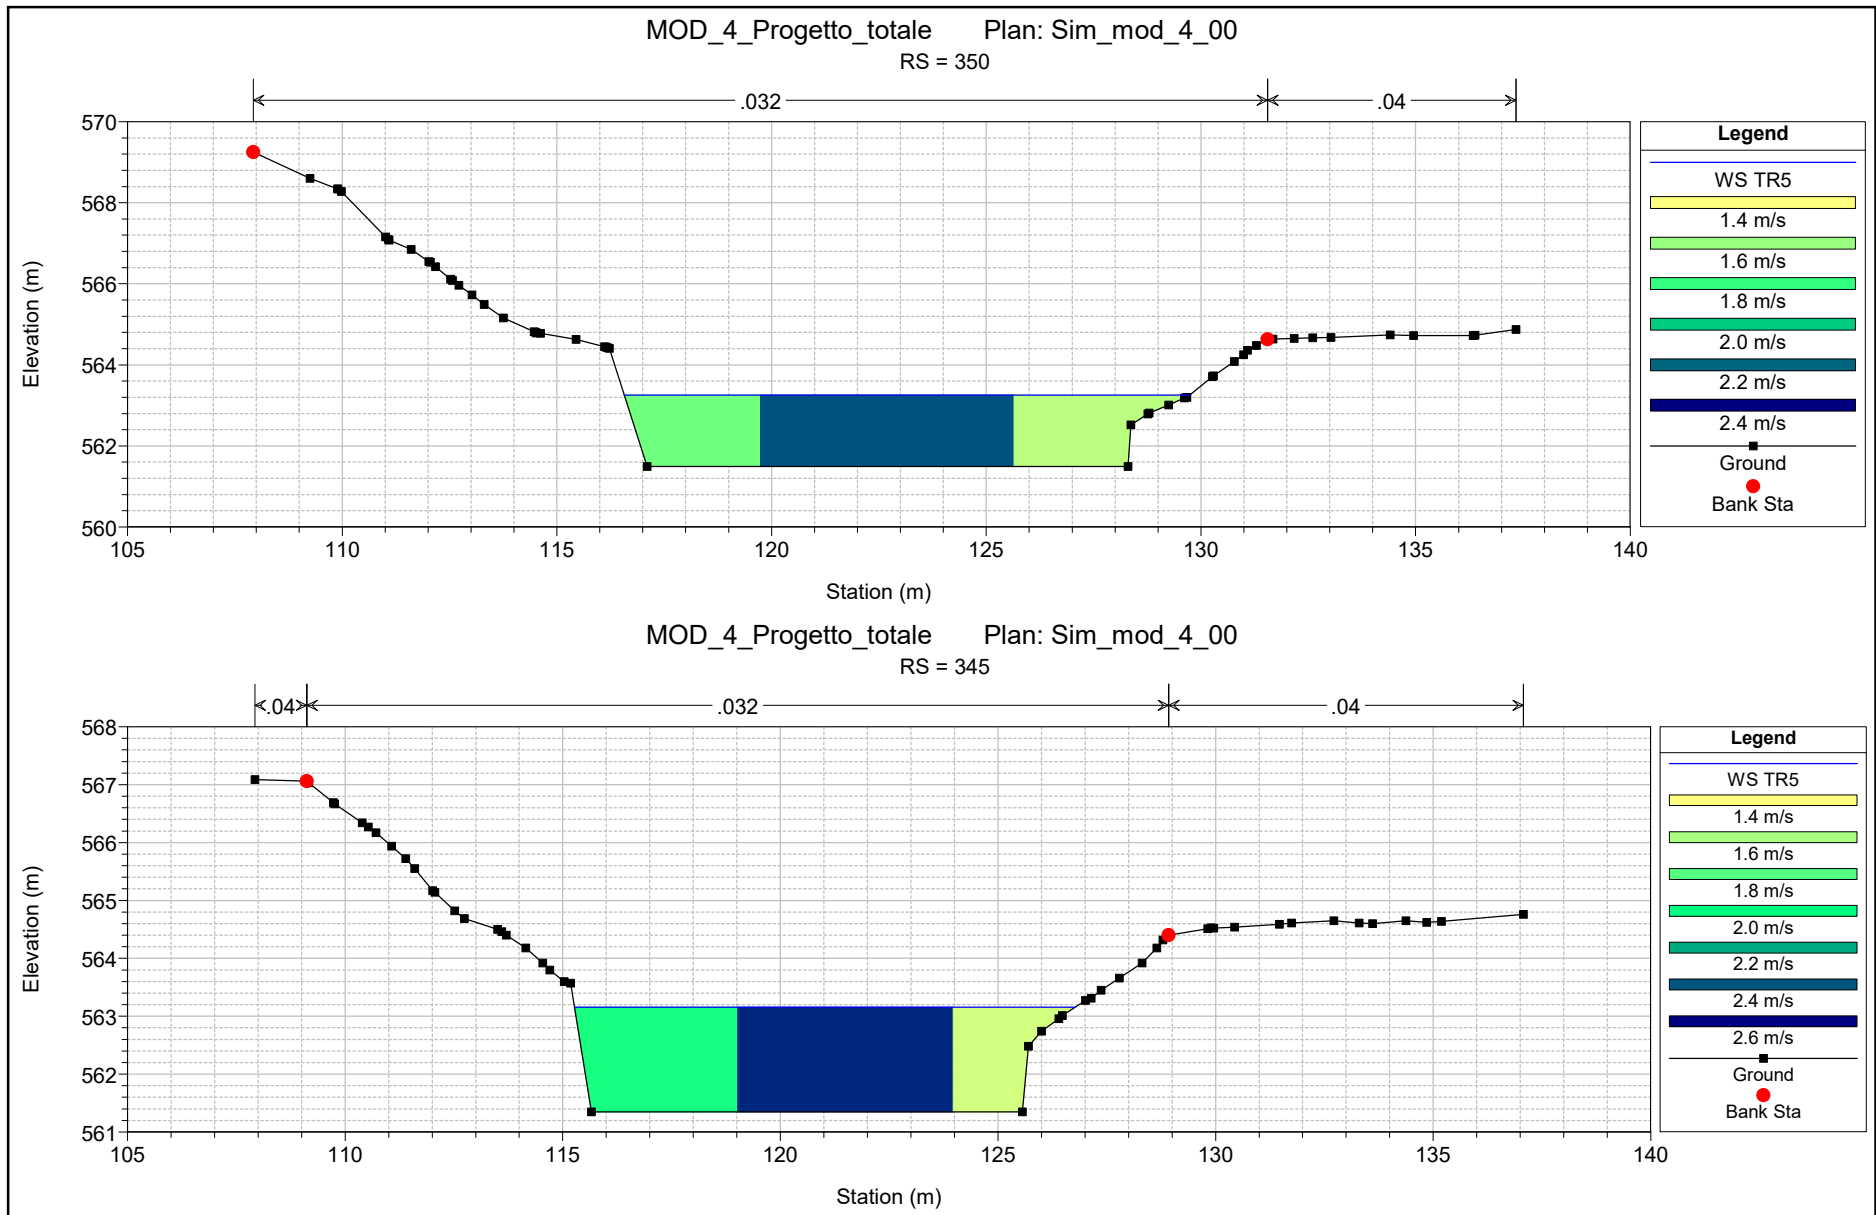 MOD_4_Progetto_totale Plan: Sim_mod_4_00
RS = 350
.032 .04
Elevation (m)
570
568
566
564
562
560
105 110 115 120 125 130 135 140
Station (m)
Legend
WS TR5
1.4 m/s
1.6 m/s
1.8 m/s
2.0 m/s
2.2 m/s
2.4 m/s
Ground
Bank Sta
MOD_4_Progetto_totale Plan: Sim_mod_4_00
RS = 345
.04 .032 .04
Elevation (m)
568
567
566
565
564
563
562
561
105 110 115 120 125 130 135 140
Station (m)
Legend
WS TR5
1.4 m/s
1.6 m/s
1.8 m/s
2.0 m/s
2.2 m/s
2.4 m/s
2.6 m/s
Ground
Bank Sta